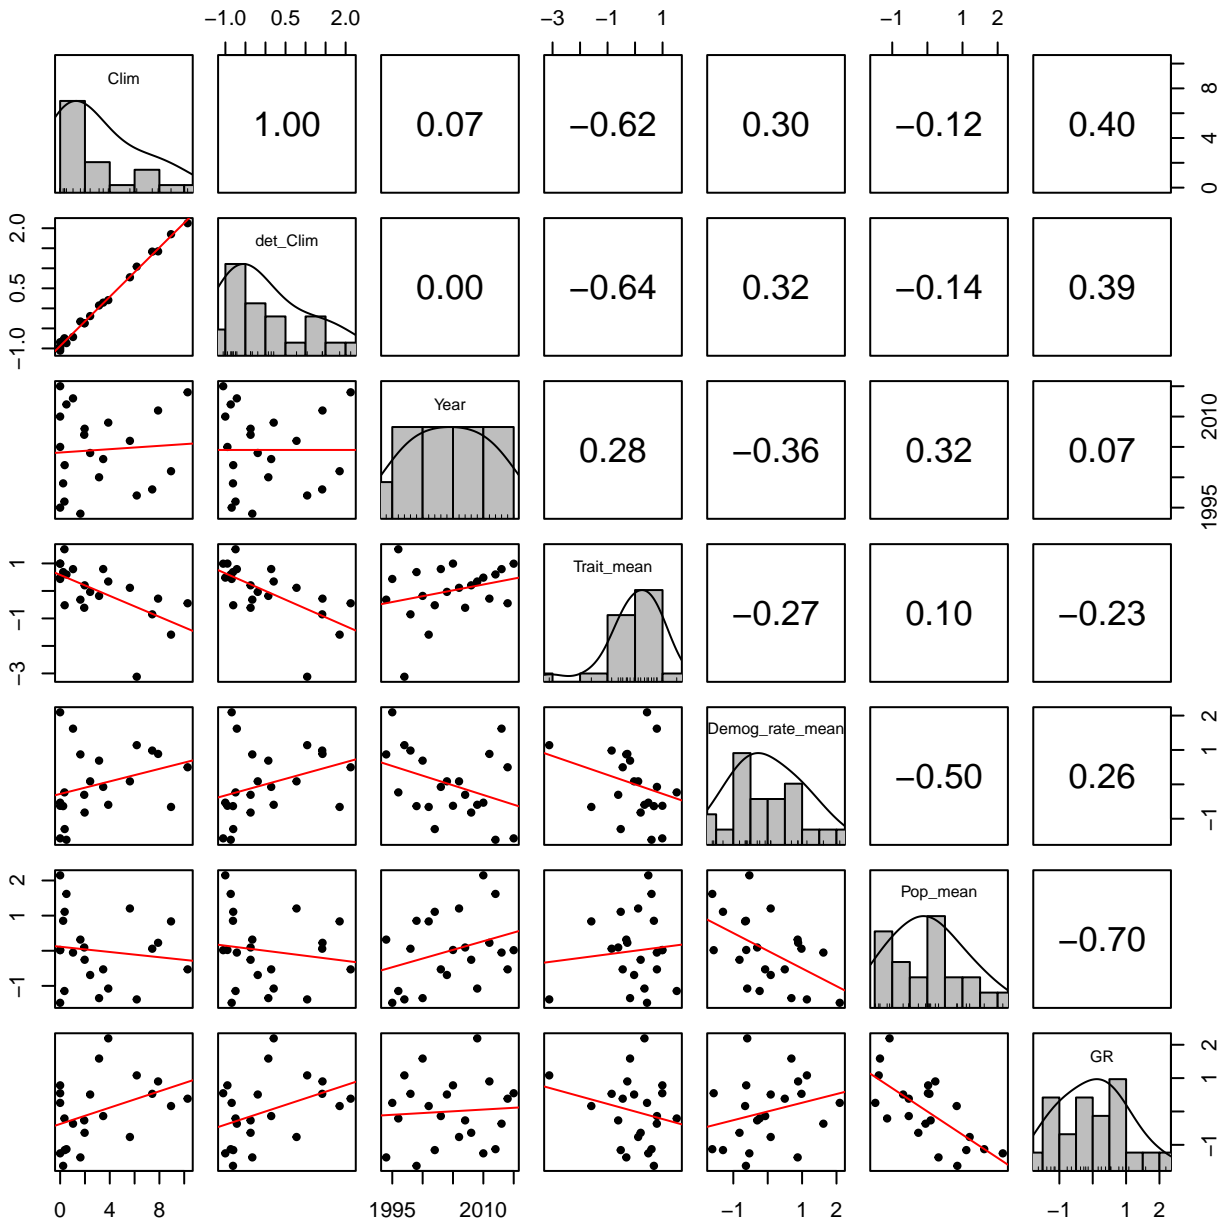 −1.0 0.5 2.0 −3 −1 1 −1 1 2
Clim
1.00 0.07 −0.62 0.30 −0.12 0.40
0 4 8
−1.0 0.5 2.0
det_Clim
0.00 −0.64 0.32 −0.14 0.39
Year
0.28 −0.36 0.32 0.07
1995 2010
−3 −1 1
Trait_mean
−0.27 0.10 −0.23
Demog_rate_mean
−0.50 0.26
−1 1 2
−1 1 2
Pop_mean
−0.70
GR
−1 1 2
0 4 8 1995 2010 −1 1 2 −1 1 2